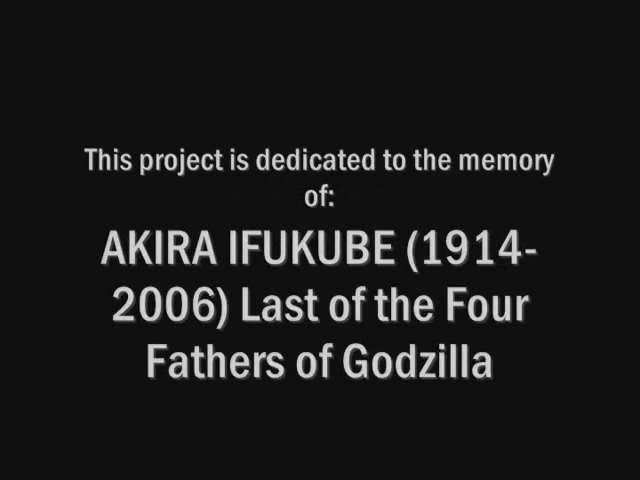 This project is dedicated to the memory
of:
AKIRA IFUKUBE (1914-
2006) Last of the Four
Fathers of Godzilla